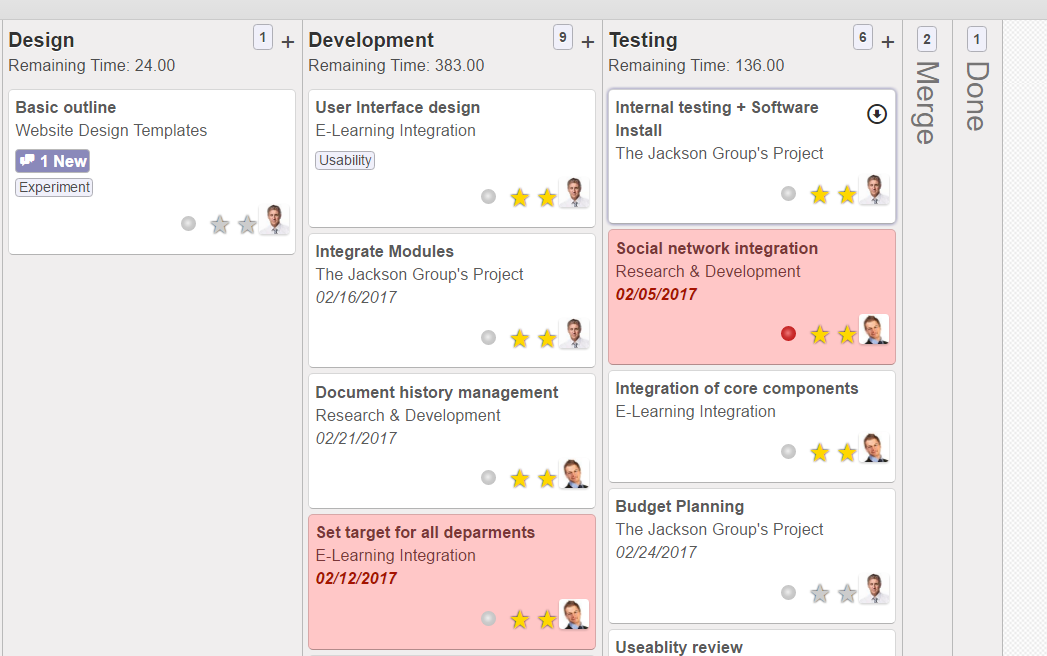 Design
1
+
Remaining Time: 24.00
Basic outline
Website Design Templates
1 New
Experiment
Development
9
+
Remaining Time: 383.00
User Interface design
E-Learning Integration
Usability
Integrate Modules
The Jackson Group's Project
02/16/2017
Document history management
Research & Development
02/21/2017
Set target for all deparments
E-Learning Integration
02/12/2017
Testing
6
+
Remaining Time: 136.00
Internal testing + Software
Install
The Jackson Group's Project
Social network integration
Research & Development
02/05/2017
Integration of core components
E-Learning Integration
Budget Planning
The Jackson Group's Project
02/24/2017
Useablity review
2
Merge
1
Done